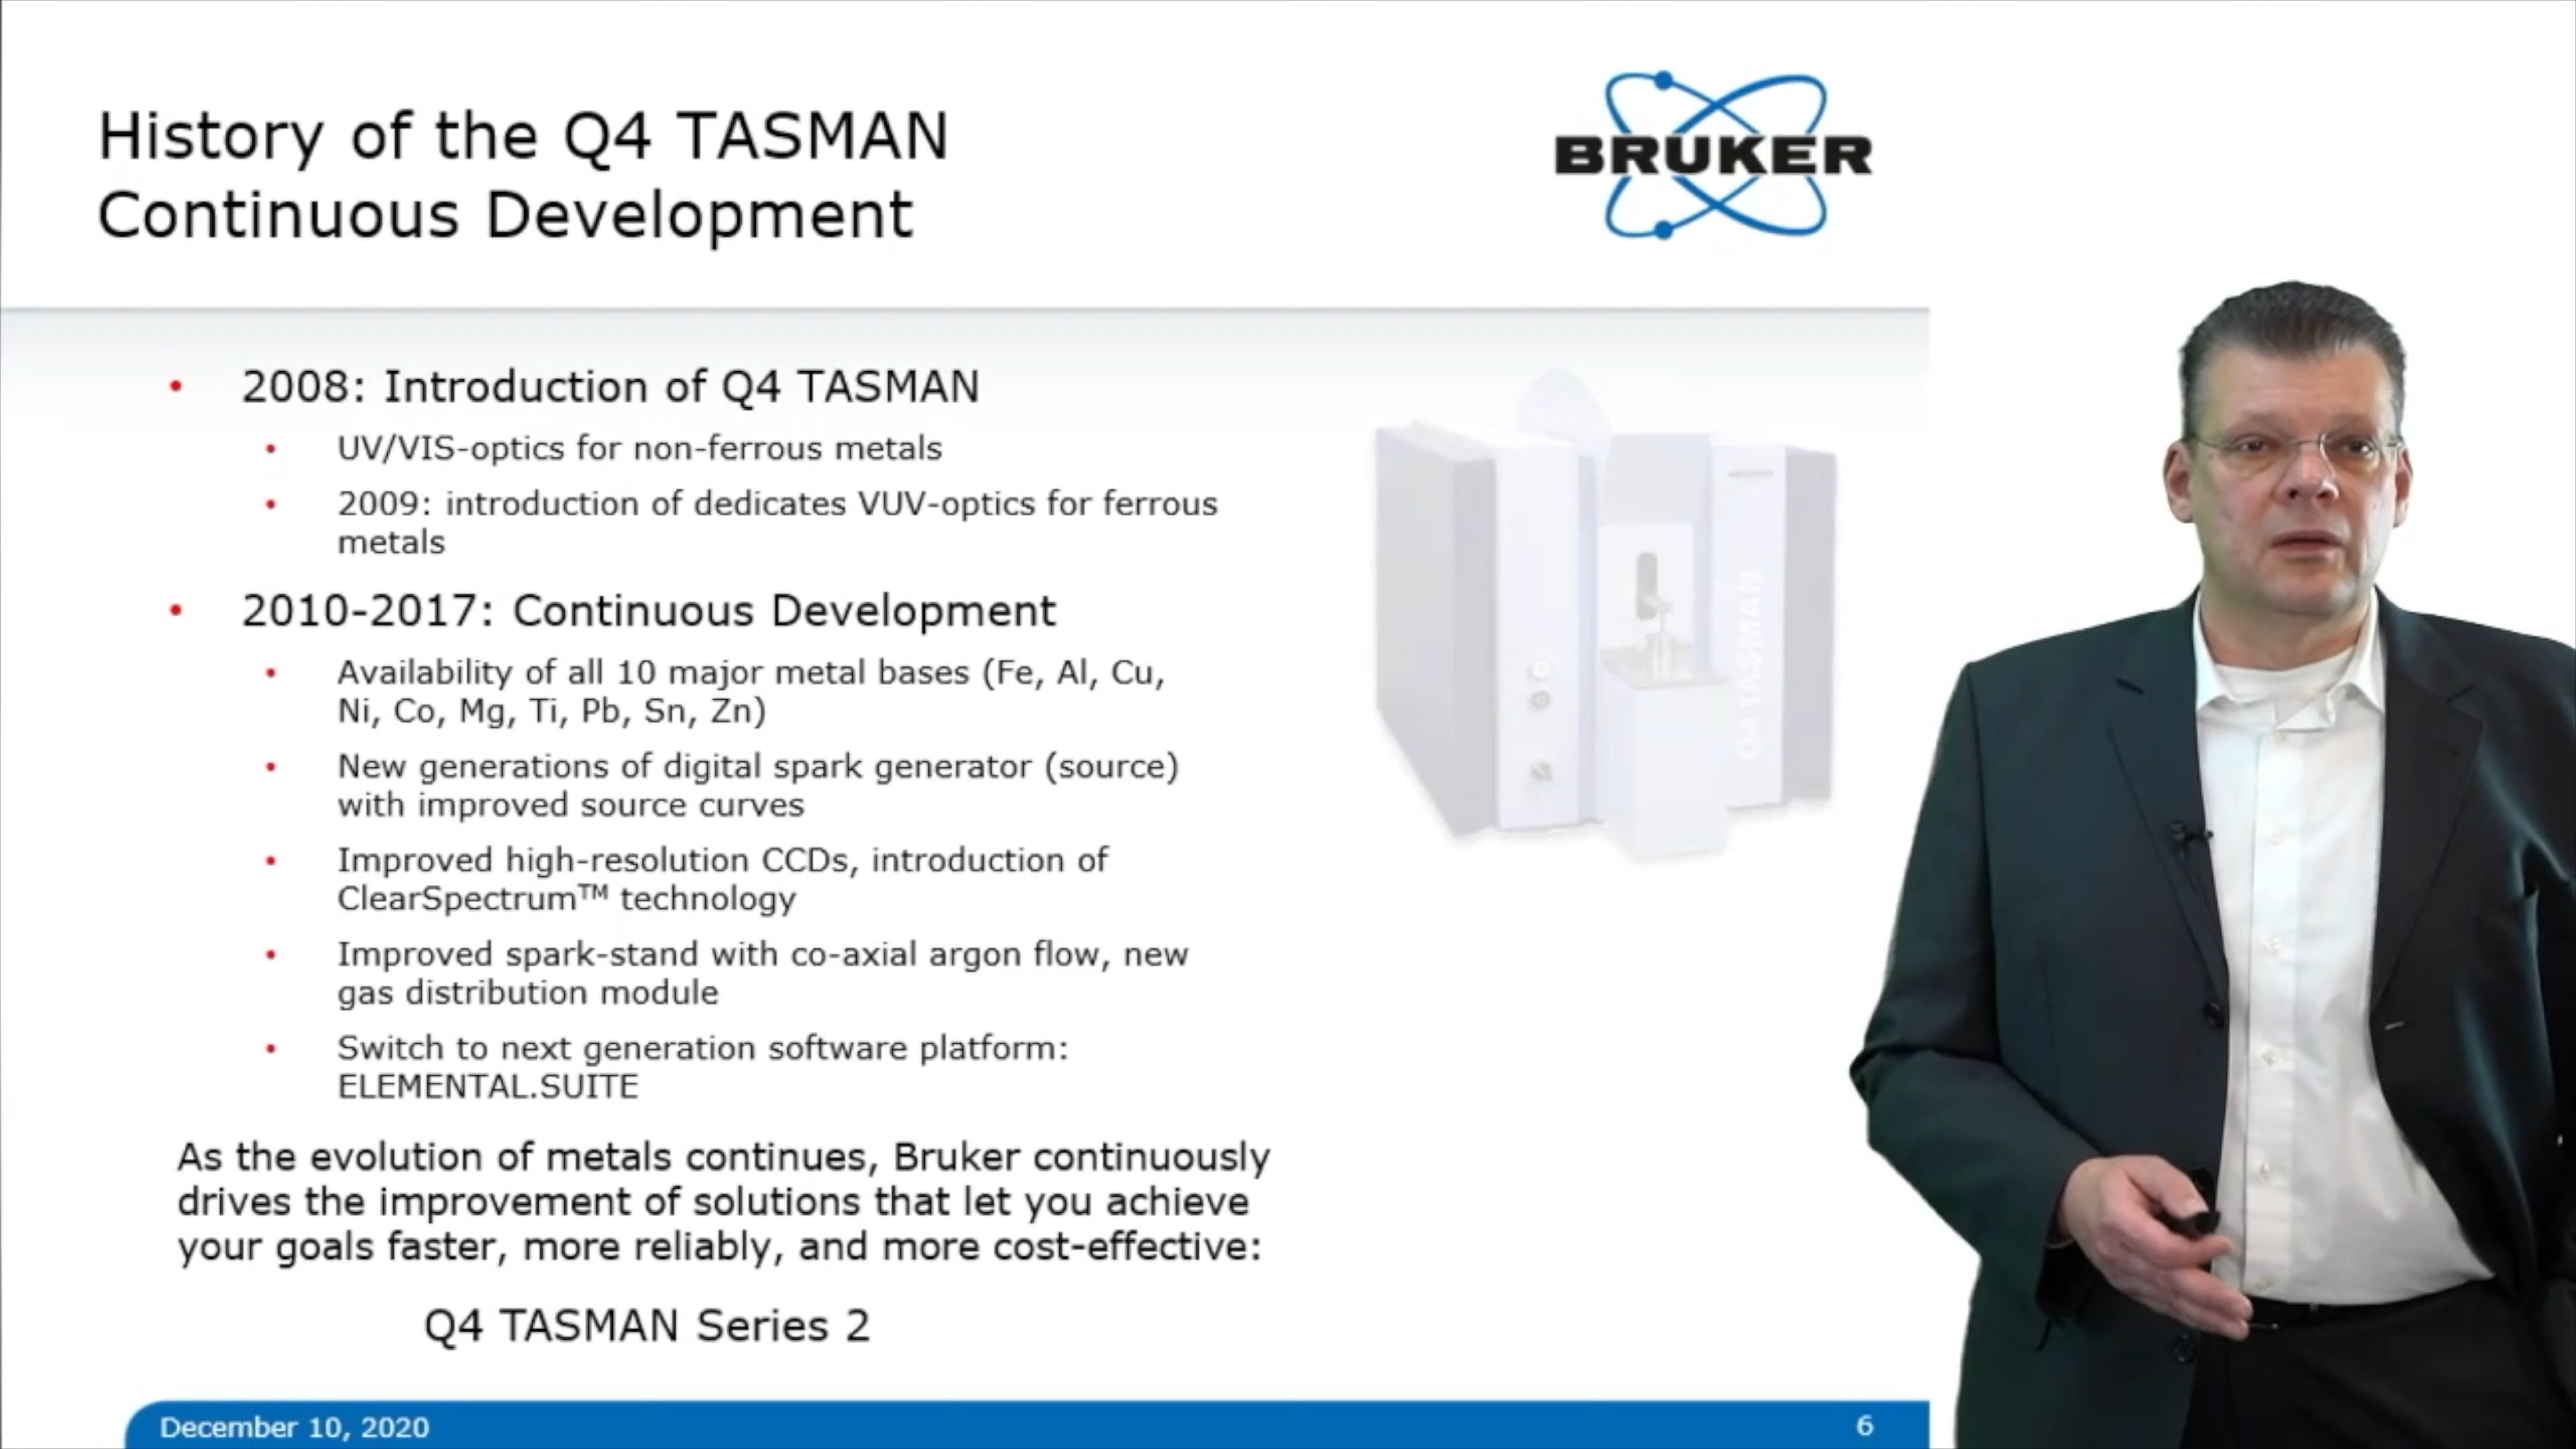 History of the Q4 TASMAN
Continuous Development
BRUKER
• 2008: Introduction of Q4 TASMAN
• UV/VIS-optics for non-ferrous metals
• 2009: introduction of dedicates VUV-optics for ferrous
metals
• 2010-2017: Continuous Development
• Availability of all 10 major metal bases (Fe, Al, Cu,
Ni, Co, Mg, Ti, Pb, Sn, Zn)
• New generations of digital spark generator (source)
with improved source curves
• Improved high-resolution CCDs, introduction of
ClearSpectrum™ technology
• Improved spark-stand with co-axial argon flow, new
gas distribution module
• Switch to next generation software platform:
ELEMENTAL.SUITE
Q4 TASMAN
As the evolution of metals continues, Bruker continuously
drives the improvement of solutions that let you achieve
your goals faster, more reliably, and more cost-effective:
Q4 TASMAN Series 2
December 10, 2020
6